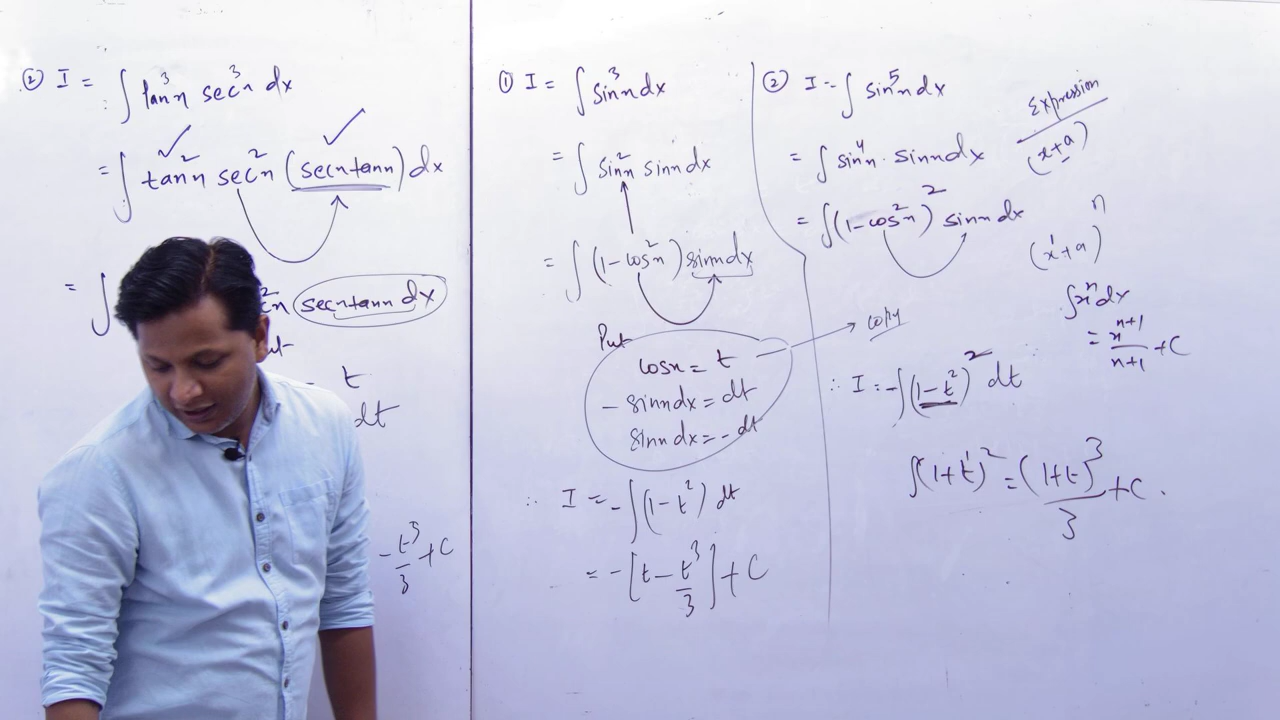 ② I = ∫ tan³x sec³x dx
= ∫ tan²x sec²x (secx tanx) dx
= ∫ secx tanx dx
t
dt
- t³/3 + C
① I = ∫ sin³x dx
= ∫ sin²x sinx dx
= ∫ (1-cos²x) sinx dx
Put
cosx = t
- sinx dx = dt
sinx dx = - dt
∴ I = - ∫ (1-t²) dt
= - [t - t³/3] + C
② I = ∫ sin⁵x dx
= ∫ sin⁴x · sinx dx
= ∫ (1-cos²x)² sinx dx
copy
∴ I = - ∫ (1-t²)² dt
∫ (1+t¹)² = (1+t)³/3 + C.
Expression
(x+a)
(x¹+a)ⁿ
∫ xⁿ dx
= xⁿ⁺¹/n+1 + C